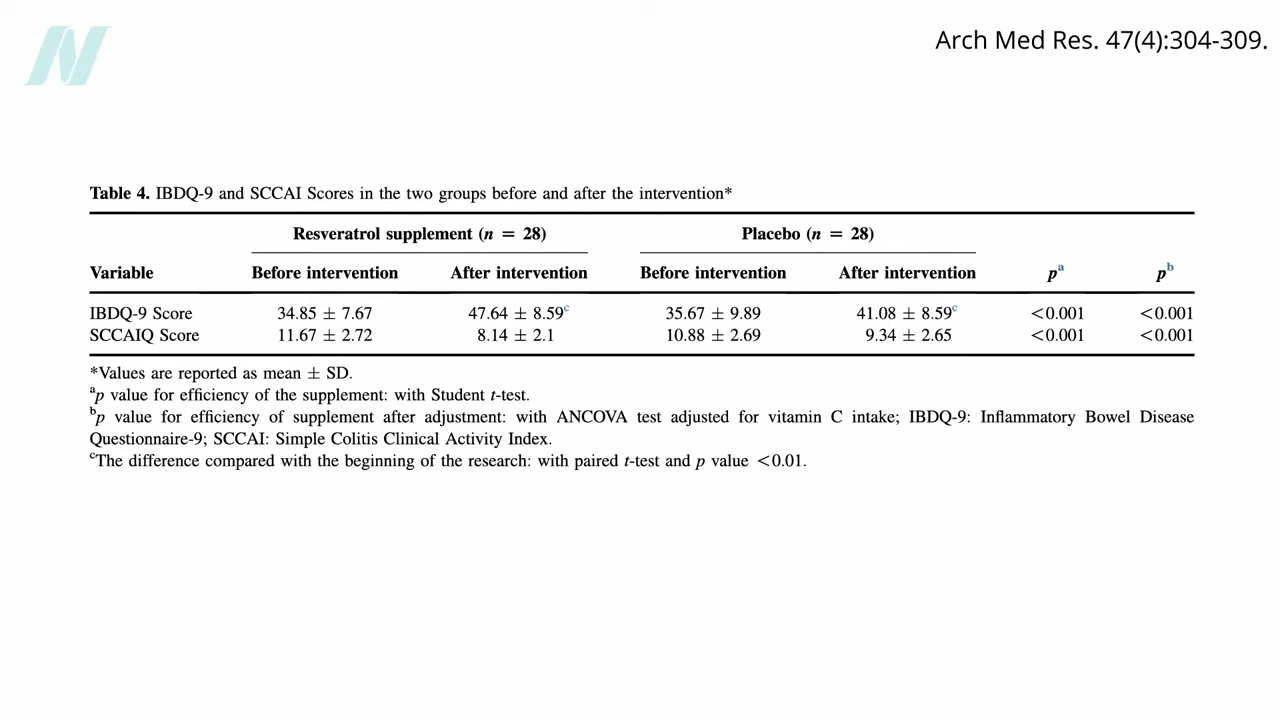 Arch Med Res. 47(4):304-309.
Table 4. IBDQ-9 and SCCAI Scores in the two groups before and after the intervention*
Resveratrol supplement (n = 28) Placebo (n = 28)
Variable Before intervention After intervention Before intervention After intervention pᵃ pᵇ
IBDQ-9 Score 34.85 ± 7.67 47.64 ± 8.59ᶜ 35.67 ± 9.89 41.08 ± 8.59ᶜ <0.001 <0.001
SCCAIQ Score 11.67 ± 2.72 8.14 ± 2.1 10.88 ± 2.69 9.34 ± 2.65 <0.001 <0.001
*Values are reported as mean ± SD.
ᵃp value for efficiency of the supplement: with Student t-test.
ᵇp value for efficiency of supplement after adjustment: with ANCOVA test adjusted for vitamin C intake; IBDQ-9: Inflammatory Bowel Disease
Questionnaire-9; SCCAI: Simple Colitis Clinical Activity Index.
ᶜThe difference compared with the beginning of the research: with paired t-test and p value <0.01.